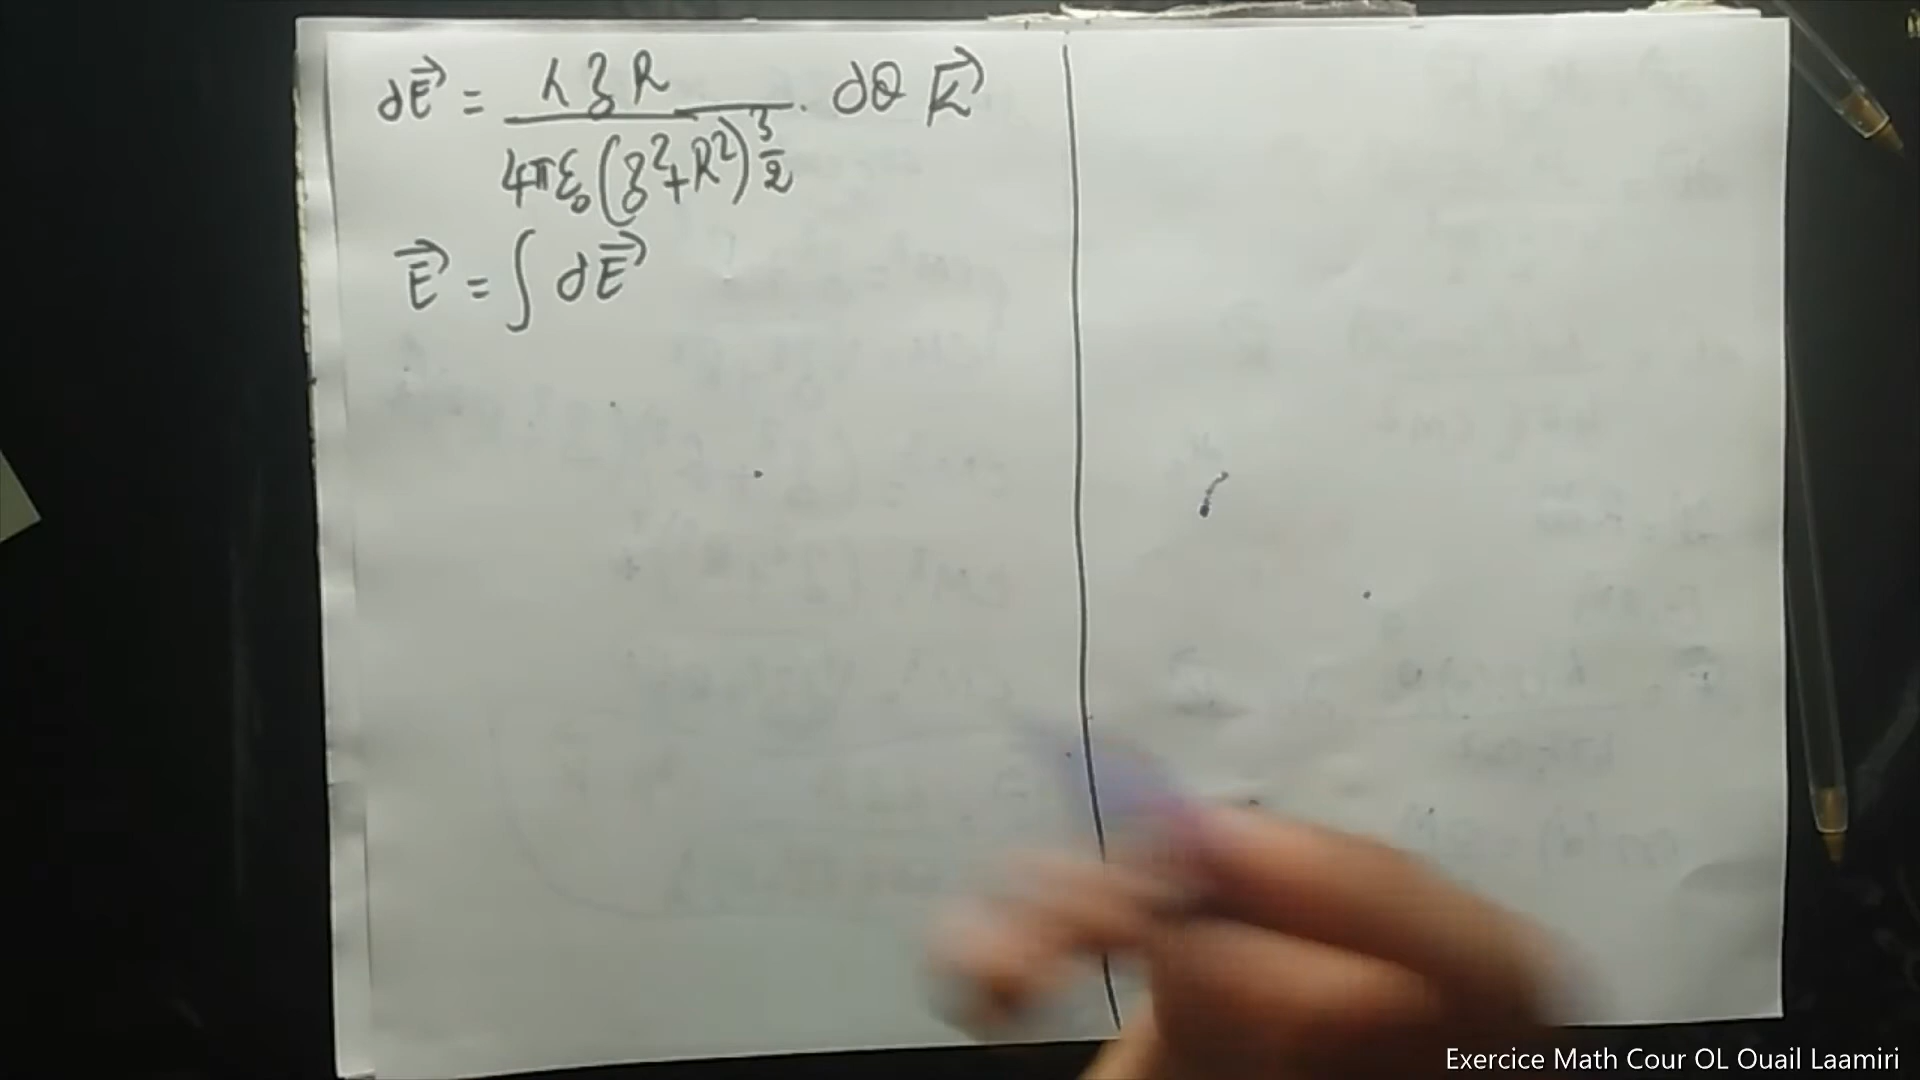 dE⃗ = λ z R / 4πε₀ (z² + R²)^(3/2) . dθ k⃗
E⃗ = ∫ dE⃗
Exercice Math Cour OL Ouail Laamiri